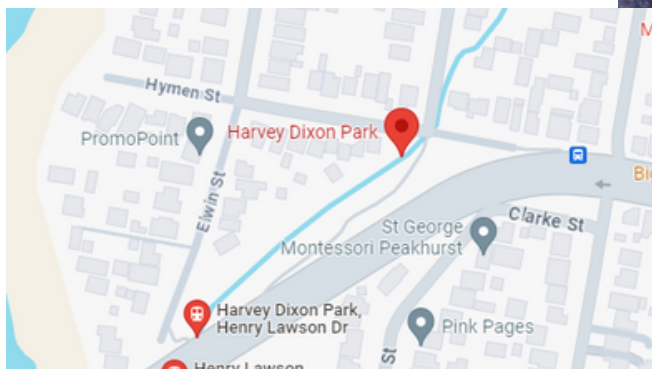 M
Hymen St
PromoPoint
Harvey Dixon Park
Elwin St
Big
Clarke St
St George
Montessori Peakhurst
Harvey Dixon Park,
Henry Lawson Dr
Pink Pages
St
Henry Lawson